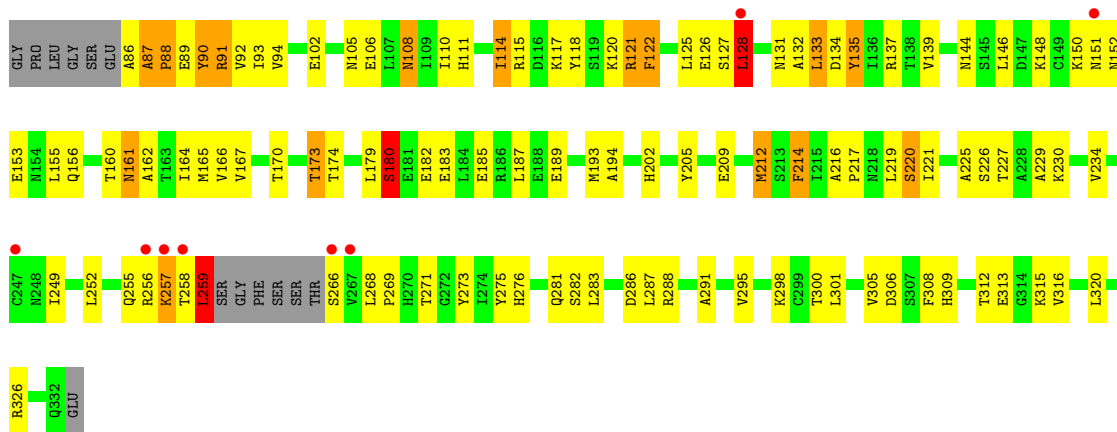 GLY PRO LEU GLY SER GLU A86 A87 P88 E89 Y90 R91 V92 I93 V94 E102 N105 E106 L107 N108 I109 I110 H111 I114 R115 D116 K117 Y118 S119 K120 R121 F122 L125 E126 S127 L128 N131 A132 L133 D134 Y135 I136 R137 T138 V139 N144 S145 L146 D147 K148 C149 K150 N151 N152
E153 N154 L155 Q156 T160 N161 A162 T163 I164 M165 V166 V167 T170 T173 T174 L179 S180 E181 E182 E183 L184 E185 R186 L187 E188 E189 M193 A194 H202 Y205 E209 M212 S213 F214 I215 A216 P217 N218 L219 S220 I221 A225 S226 T227 A228 A229 K230 V234
C247 N248 I249 L252 Q255 R256 K257 T258 L259 SER GLY PHE SER SER THR S266 V267 L268 P269 H270 T271 G272 Y273 I274 Y275 H276 Q281 S282 L283 D286 L287 R288 A291 V295 K298 C299 T300 L301 V305 D306 S307 F308 H309 T312 E313 G314 K315 V316 L320
R326 Q332 GLU